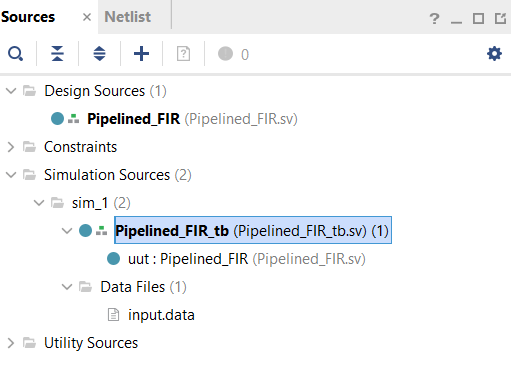 Sources × Netlist ? _
0
Design Sources (1)
Pipelined_FIR (Pipelined_FIR.sv)
Constraints
Simulation Sources (2)
sim_1 (2)
Pipelined_FIR_tb (Pipelined_FIR_tb.sv) (1)
uut : Pipelined_FIR (Pipelined_FIR.sv)
Data Files (1)
input.data
Utility Sources